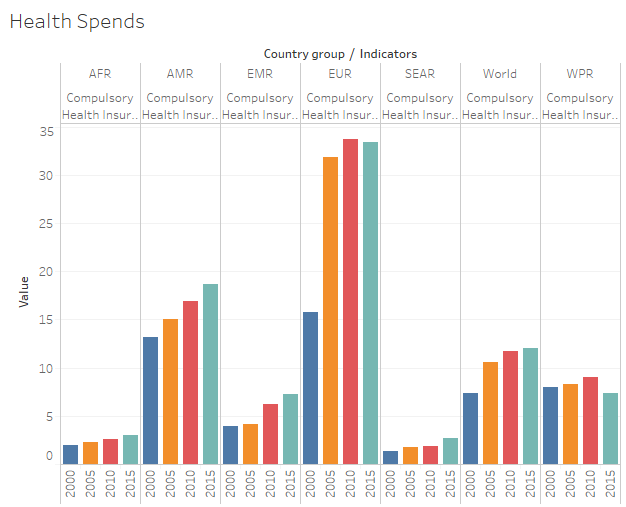 Health Spends
Country group / Indicators
AFR AMR EMR EUR SEAR World WPR
Compulsory Compulsory Compulsory Compulsory Compulsory Compulsory Compulsory
Health Insur.. Health Insur.. Health Insur.. Health Insur.. Health Insur.. Health Insur.. Health Insur..
35
30
25
20
15
10
5
0
Value
2000 2005 2010 2015 2000 2005 2010 2015 2000 2005 2010 2015 2000 2005 2010 2015 2000 2005 2010 2015 2000 2005 2010 2015 2000 2005 2010 2015